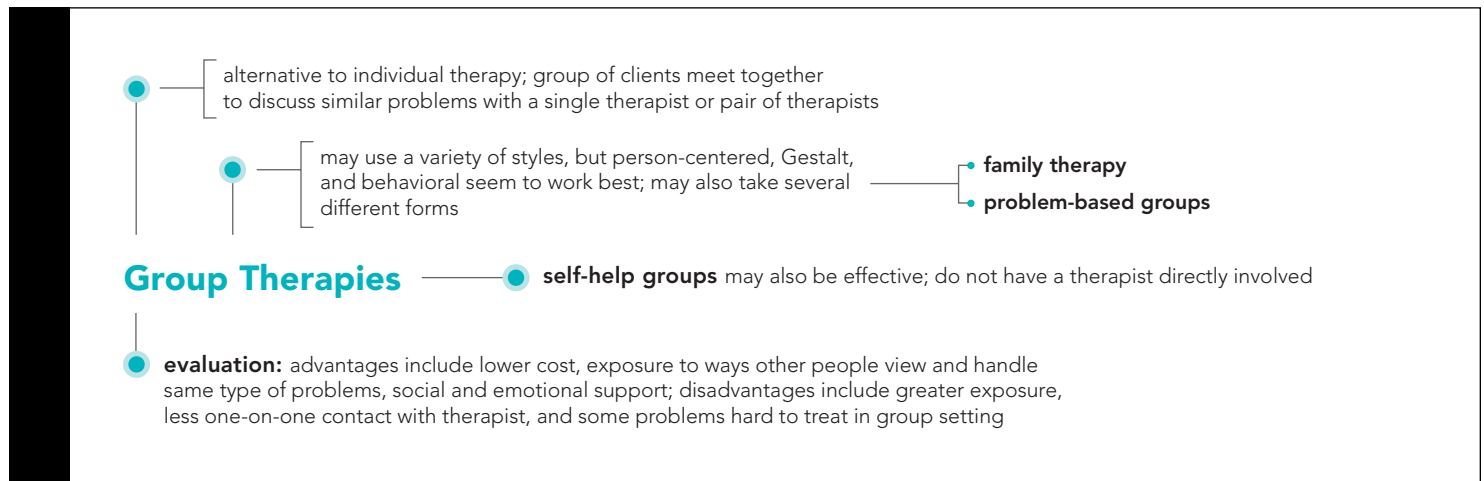 alternative to individual therapy; group of clients meet together
to discuss similar problems with a single therapist or pair of therapists
may use a variety of styles, but person-centered, Gestalt,
and behavioral seem to work best; may also take several
different forms
family therapy
problem-based groups
Group Therapies
self-help groups may also be effective; do not have a therapist directly involved
evaluation: advantages include lower cost, exposure to ways other people view and handle
same type of problems, social and emotional support; disadvantages include greater exposure,
less one-on-one contact with therapist, and some problems hard to treat in group setting